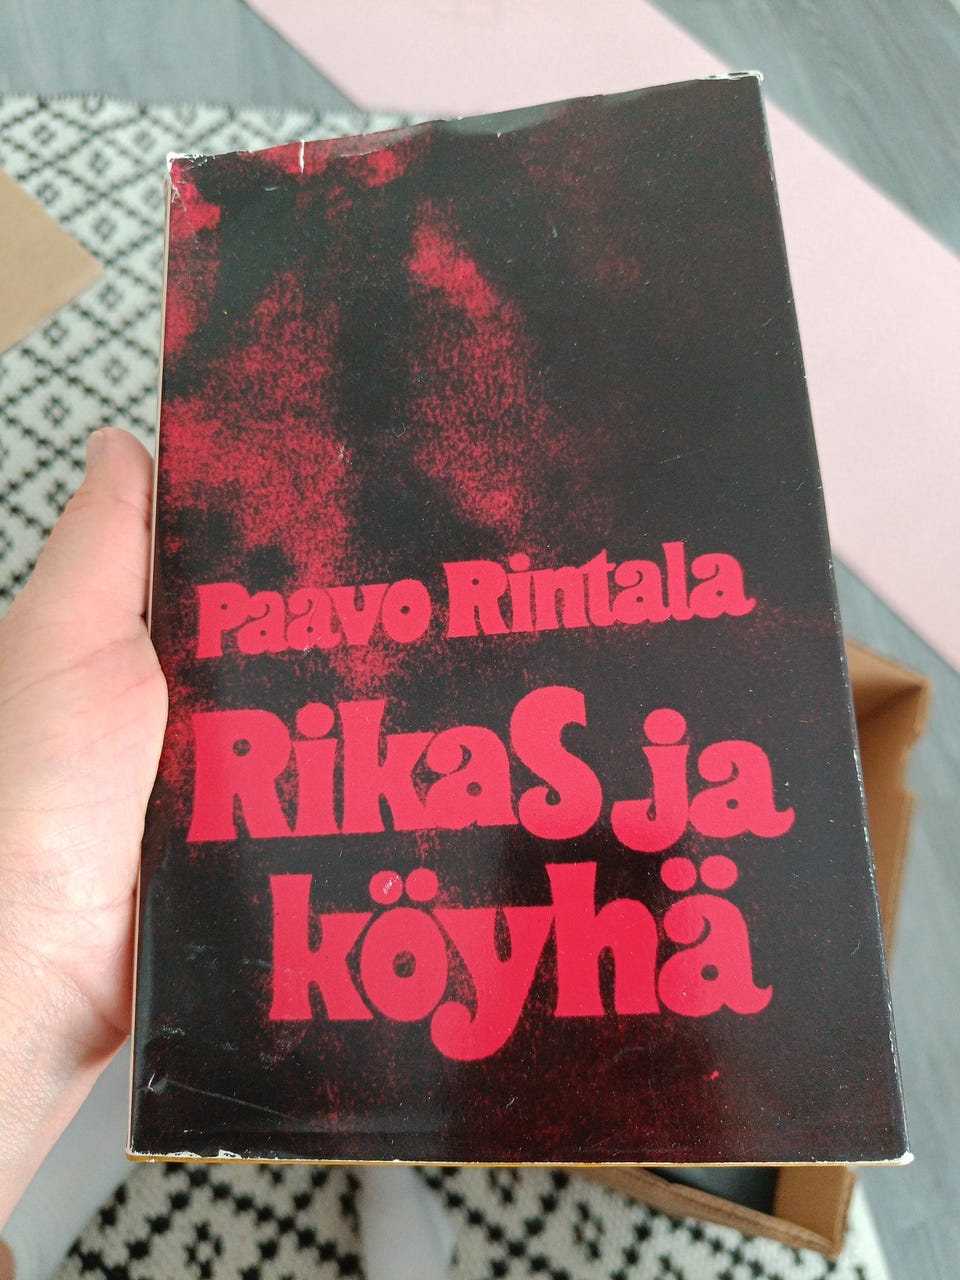 Paavo Rintala
Rikas ja
köyhä